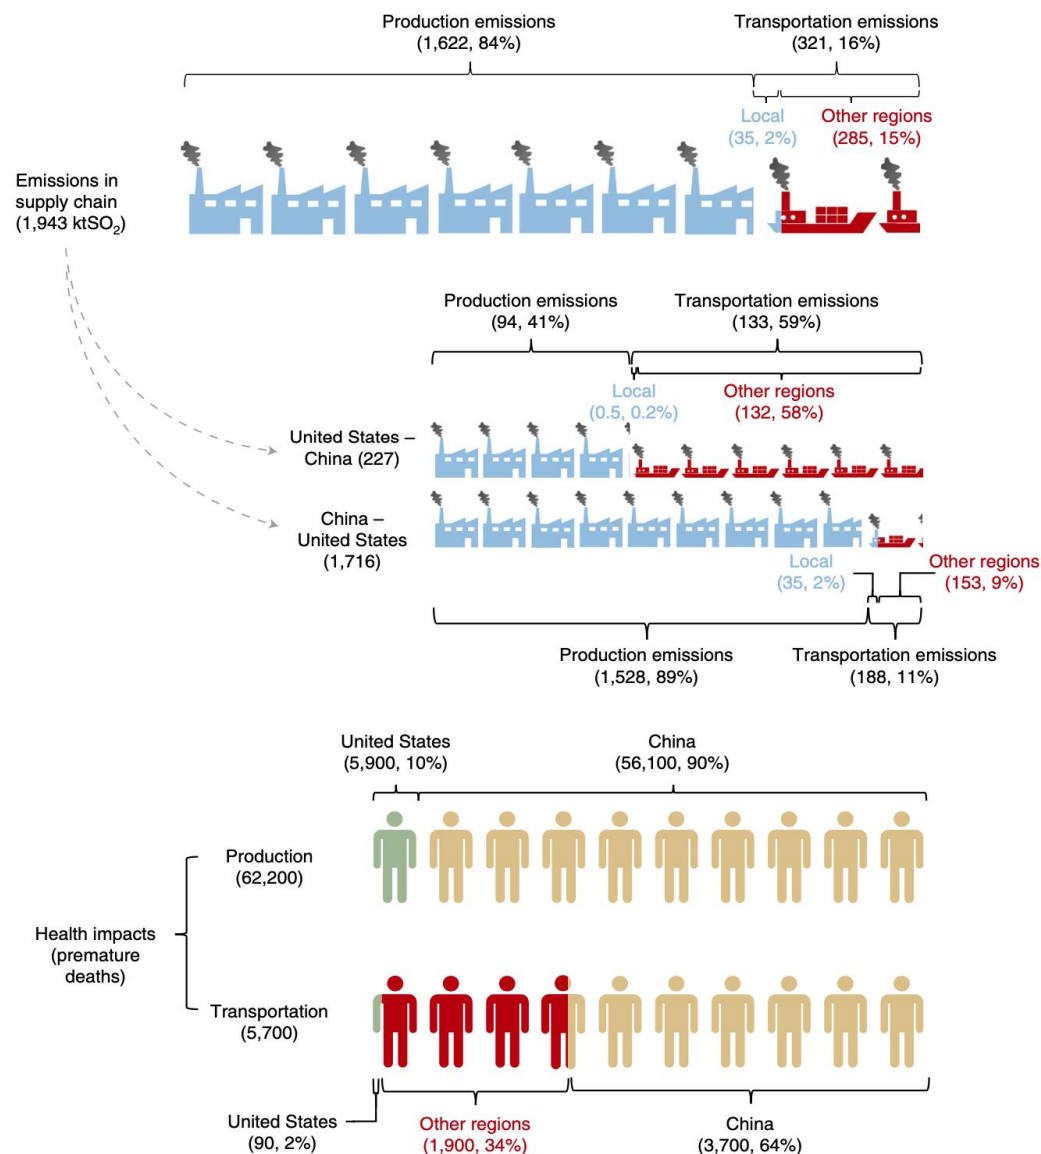 Production emissions
(1,622, 84%)
Transportation emissions
(321, 16%)
Local
(35, 2%)
Other regions
(285, 15%)
Emissions in
supply chain
(1,943 ktSO₂)
Production emissions
(94, 41%)
Transportation emissions
(133, 59%)
Local
(0.5, 0.2%)
Other regions
(132, 58%)
United States –
China (227)
China –
United States
(1,716)
Local
(35, 2%)
Other regions
(153, 9%)
Production emissions
(1,528, 89%)
Transportation emissions
(188, 11%)
United States
(5,900, 10%)
China
(56,100, 90%)
Production
(62,200)
Health impacts
(premature
deaths)
Transportation
(5,700)
United States
(90, 2%)
Other regions
(1,900, 34%)
China
(3,700, 64%)